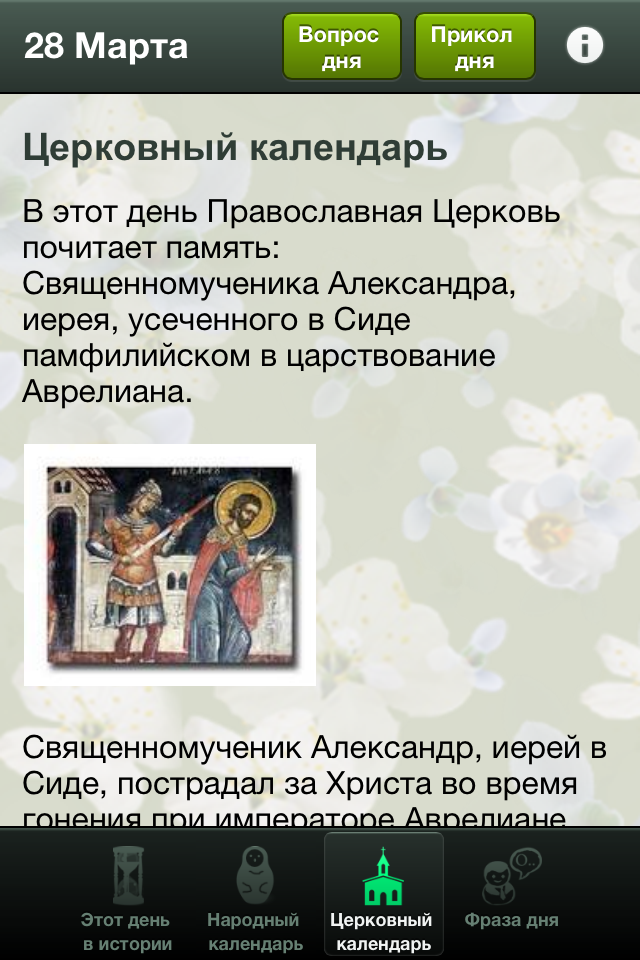 28 Марта
Вопрос
дня
Прикол
дня
Церковный календарь
В этот день Православная Церковь
почитает память:
Священномученика Александра,
иерея, усеченного в Сиде
памфилийском в царствование
Аврелиана.
Священномученик Александр, иерей в
Сиде, пострадал за Христа во время
гонения при императоре Аврелиане
Этот день
в истории
Народный
календарь
Церковный
календарь
Фраза дня